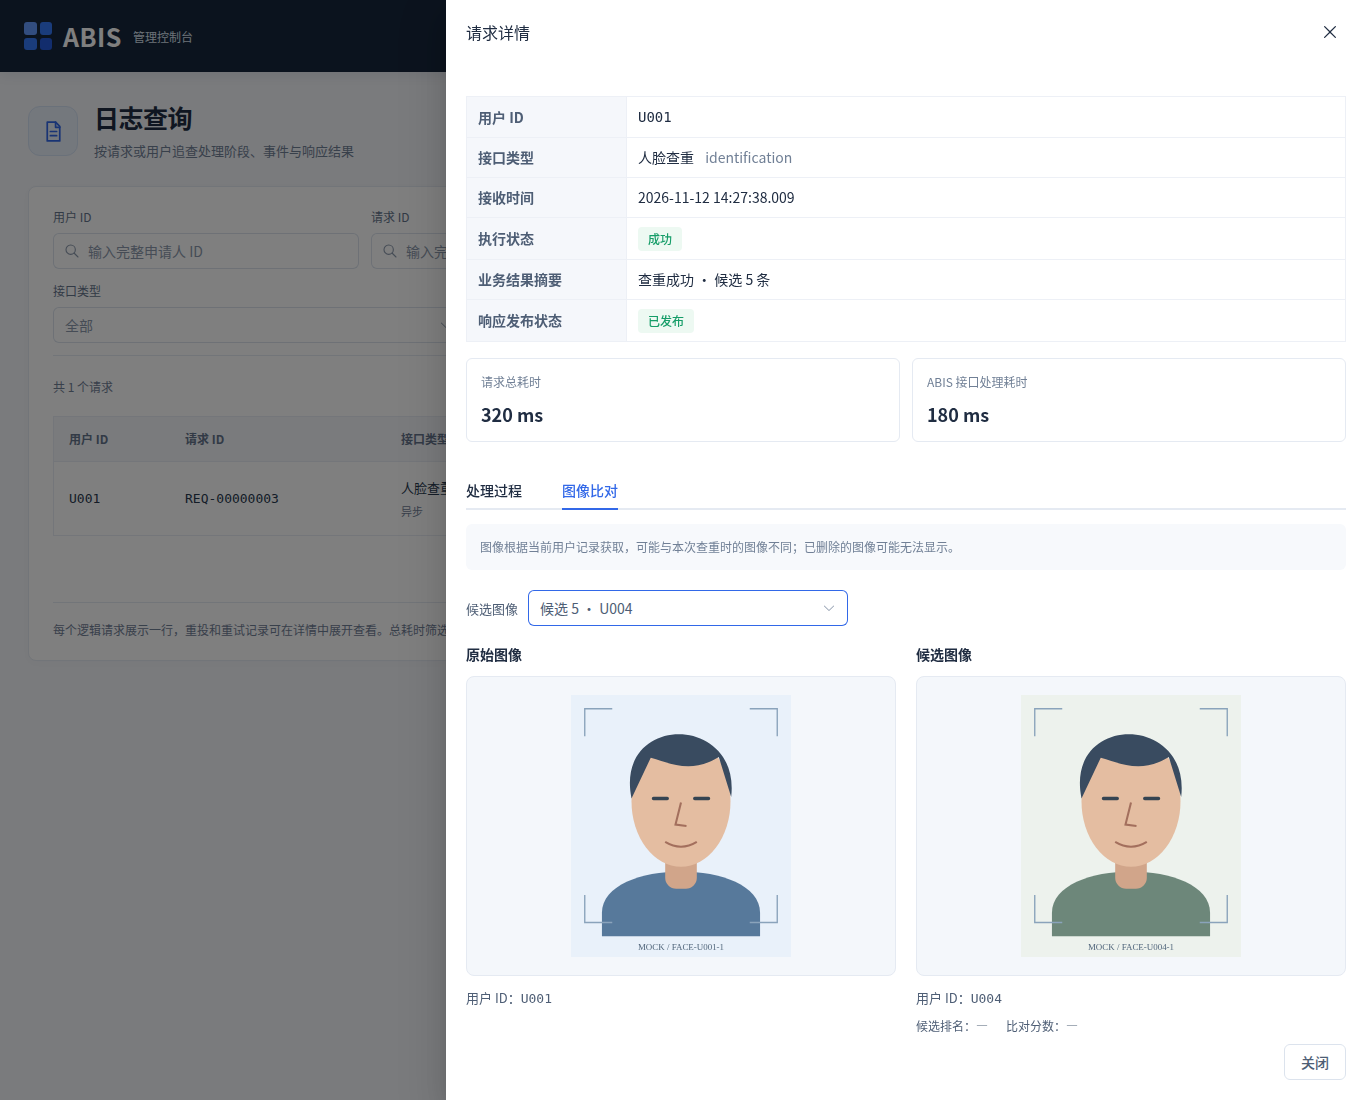 ABIS 管理控制台
日志查询
按请求或用户追查处理阶段、事件与响应结果
用户 ID
请求 ID
输入完整申请人 ID
输入完
接口类型
全部
共 1 个请求
用户 ID
请求 ID
接口类型
U001
REQ-00000003
人脸查重
异步
每个逻辑请求展示一行，重投和重试记录可在详情中展开查看。总耗时筛选
请求详情
用户 ID
U001
接口类型
人脸查重 identification
接收时间
2026-11-12 14:27:38.009
执行状态
成功
业务结果摘要
查重成功 · 候选 5 条
响应发布状态
已发布
请求总耗时
320 ms
ABIS 接口处理耗时
180 ms
处理过程
图像比对
图像根据当前用户记录获取，可能与本次查重时的图像不同；已删除的图像可能无法显示。
候选图像
候选 5 · U004
原始图像
候选图像
MOCK / FACE-U001-1
MOCK / FACE-U004-1
用户 ID：U001
用户 ID：U004
候选排名：— 比对分数：—
关闭